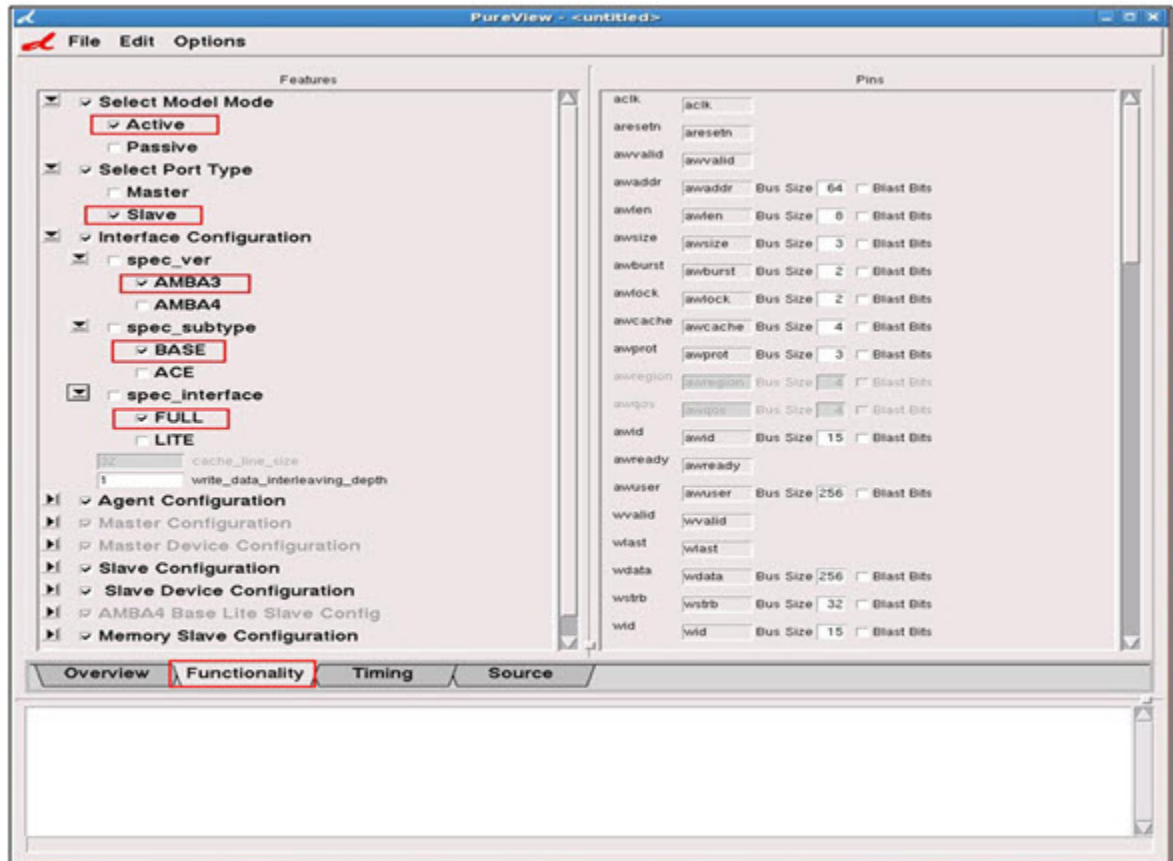 PureView - <untitled>
File Edit Options
Features
Select Model Mode
Active
Passive
Select Port Type
Master
Slave
Interface Configuration
spec_ver
AMBA3
AMBA4
spec_subtype
BASE
ACE
spec_interface
FULL
LITE
32 cache_line_size
1 write_data_interleaving_depth
Agent Configuration
Master Configuration
Master Device Configuration
Slave Configuration
Slave Device Configuration
AMBA4 Base Lite Slave Config
Memory Slave Configuration
Pins
aclk aclk
aresetn aresetn
awvalid awvalid
awaddr awaddr Bus Size 64 Blast Bits
awlen awlen Bus Size 8 Blast Bits
awsize awsize Bus Size 3 Blast Bits
awburst awburst Bus Size 2 Blast Bits
awlock awlock Bus Size 2 Blast Bits
awcache awcache Bus Size 4 Blast Bits
awprot awprot Bus Size 3 Blast Bits
awregion awregion Bus Size 4 Blast Bits
awqos awqos Bus Size 4 Blast Bits
awid awid Bus Size 15 Blast Bits
awready awready
awuser awuser Bus Size 256 Blast Bits
wvalid wvalid
wlast wlast
wdata wdata Bus Size 256 Blast Bits
wstrb wstrb Bus Size 32 Blast Bits
wid wid Bus Size 15 Blast Bits
Overview Functionality Timing Source